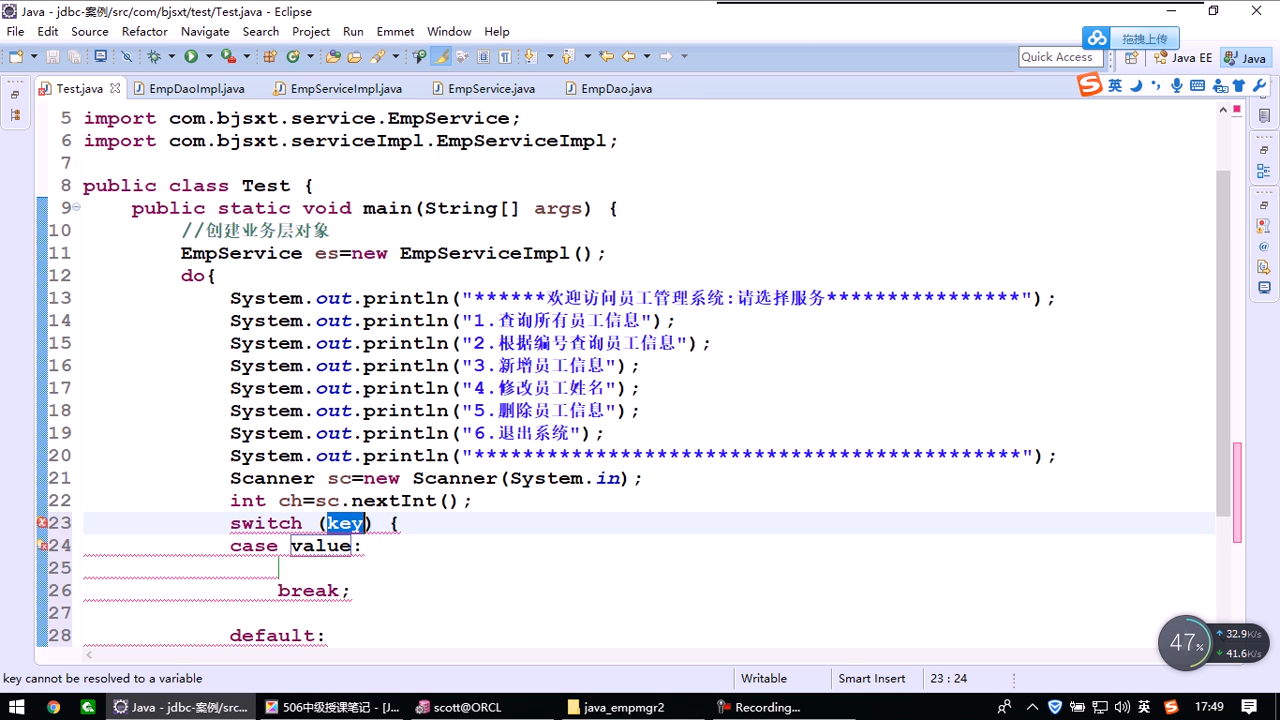 Java - jdbc-案例/src/com/bjsxt/test/Test.java - Eclipse
File Edit Source Refactor Navigate Search Project Run Emmet Window Help
拖拽上传
Quick Access Java EE Java
Test.java EmpDaoImpl.java EmpServiceImpl.java EmpService.java EmpDao.java
英
5 import com.bjsxt.service.EmpService;
6 import com.bjsxt.serviceImpl.EmpServiceImpl;
7
8 public class Test {
9 public static void main(String[] args) {
10 //创建业务层对象
11 EmpService es=new EmpServiceImpl();
12 do{
13 System.out.println("******欢迎访问员工管理系统:请选择服务****************");
14 System.out.println("1.查询所有员工信息");
15 System.out.println("2.根据编号查询员工信息");
16 System.out.println("3.新增员工信息");
17 System.out.println("4.修改员工姓名");
18 System.out.println("5.删除员工信息");
19 System.out.println("6.退出系统");
20 System.out.println("*********************************************");
21 Scanner sc=new Scanner(System.in);
22 int ch=sc.nextInt();
23 switch (key) {
24 case value:
25
26 break;
27
28 default:
47%
32.9K/s
41.6K/s
key cannot be resolved to a variable Writable Smart Insert 23 : 24
Java - jdbc-案例/src... 506中级授课笔记 - [J... scott@ORCL java_empmgr2 Recording... 英 17:49